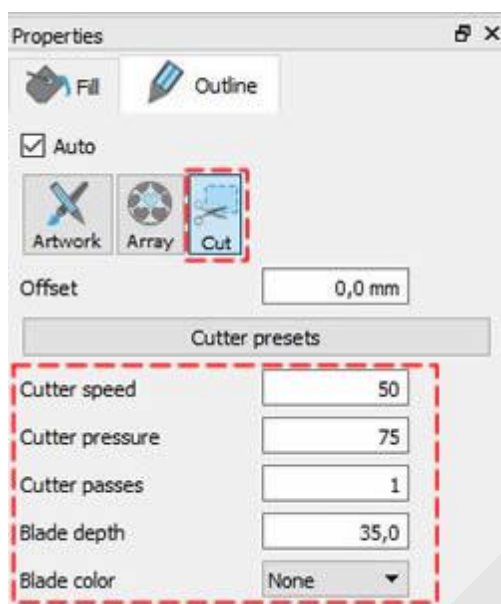 Properties
Fill Outline
Auto
Artwork Array Cut
Offset 0,0 mm
Cutter presets
Cutter speed 50
Cutter pressure 75
Cutter passes 1
Blade depth 35,0
Blade color None